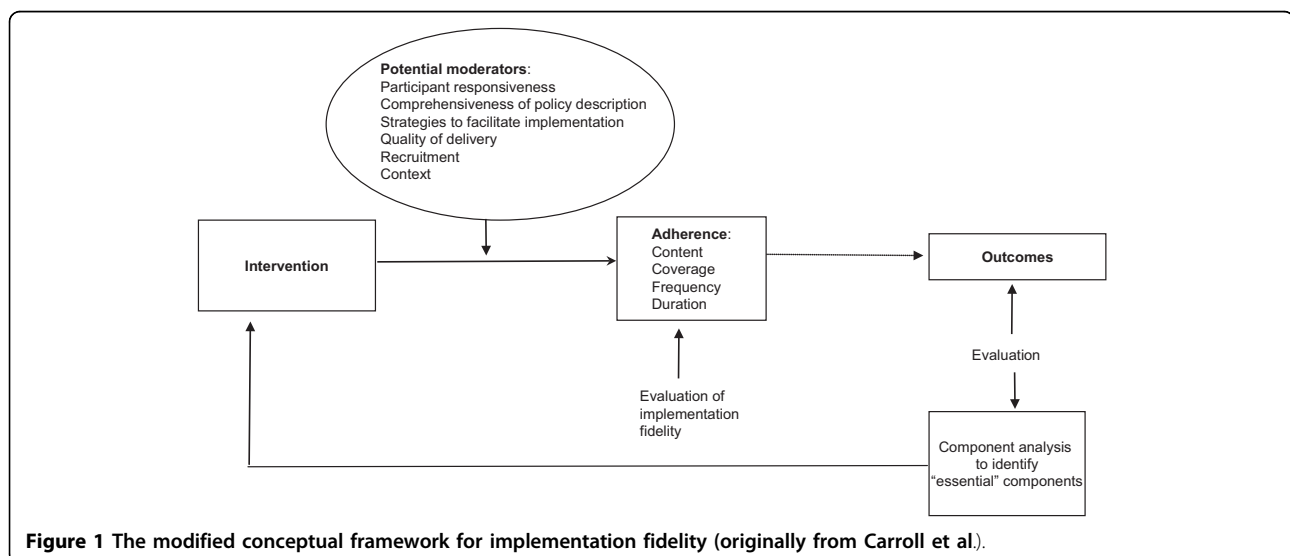 Potential moderators:
Participant responsiveness
Comprehensiveness of policy description
Strategies to facilitate implementation
Quality of delivery
Recruitment
Context
Intervention
Adherence:
Content
Coverage
Frequency
Duration
Outcomes
Evaluation of
implementation
fidelity
Evaluation
Component analysis
to identify
“essential” components
Figure 1 The modified conceptual framework for implementation fidelity (originally from Carroll et al.).